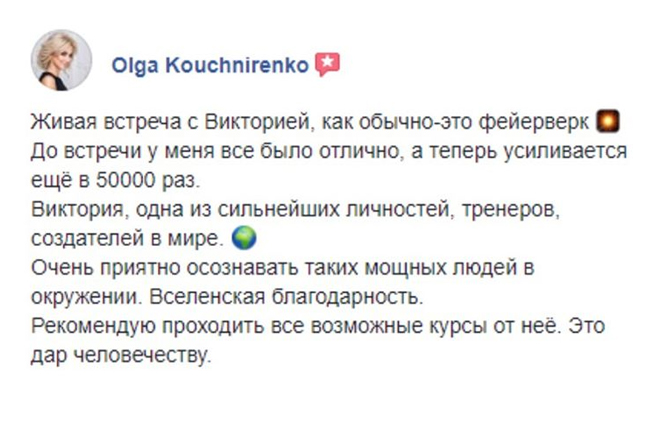 Olga Kouchnirenko
Живая встреча с Викторией, как обычно-это фейерверк
До встречи у меня все было отлично, а теперь усиливается
ещё в 50000 раз.
Виктория, одна из сильнейших личностей, тренеров,
создателей в мире. 🌍
Очень приятно осознавать таких мощных людей в
окружении. Вселенская благодарность.
Рекомендую проходить все возможные курсы от неё. Это
дар человечеству.